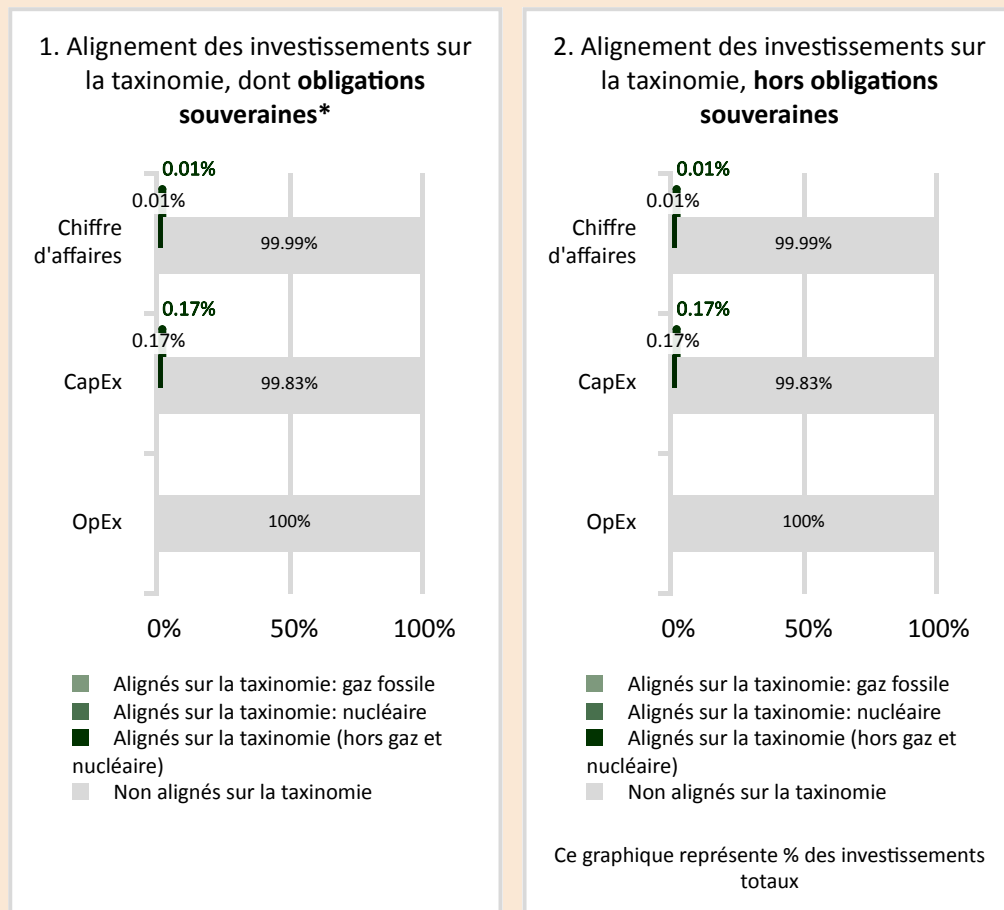 1. Alignement des investissements sur
la taxinomie, dont obligations
souveraines*
0.01%
0.01%
Chiffre
d'affaires
99.99%
0.17%
0.17%
CapEx
99.83%
OpEx
100%
0% 50% 100%
Alignés sur la taxinomie: gaz fossile
Alignés sur la taxinomie: nucléaire
Alignés sur la taxinomie (hors gaz et
nucléaire)
Non alignés sur la taxinomie
2. Alignement des investissements sur
la taxinomie, hors obligations
souveraines
0.01%
0.01%
Chiffre
d'affaires
99.99%
0.17%
0.17%
CapEx
99.83%
OpEx
100%
0% 50% 100%
Alignés sur la taxinomie: gaz fossile
Alignés sur la taxinomie: nucléaire
Alignés sur la taxinomie (hors gaz et
nucléaire)
Non alignés sur la taxinomie
Ce graphique représente % des investissements
totaux